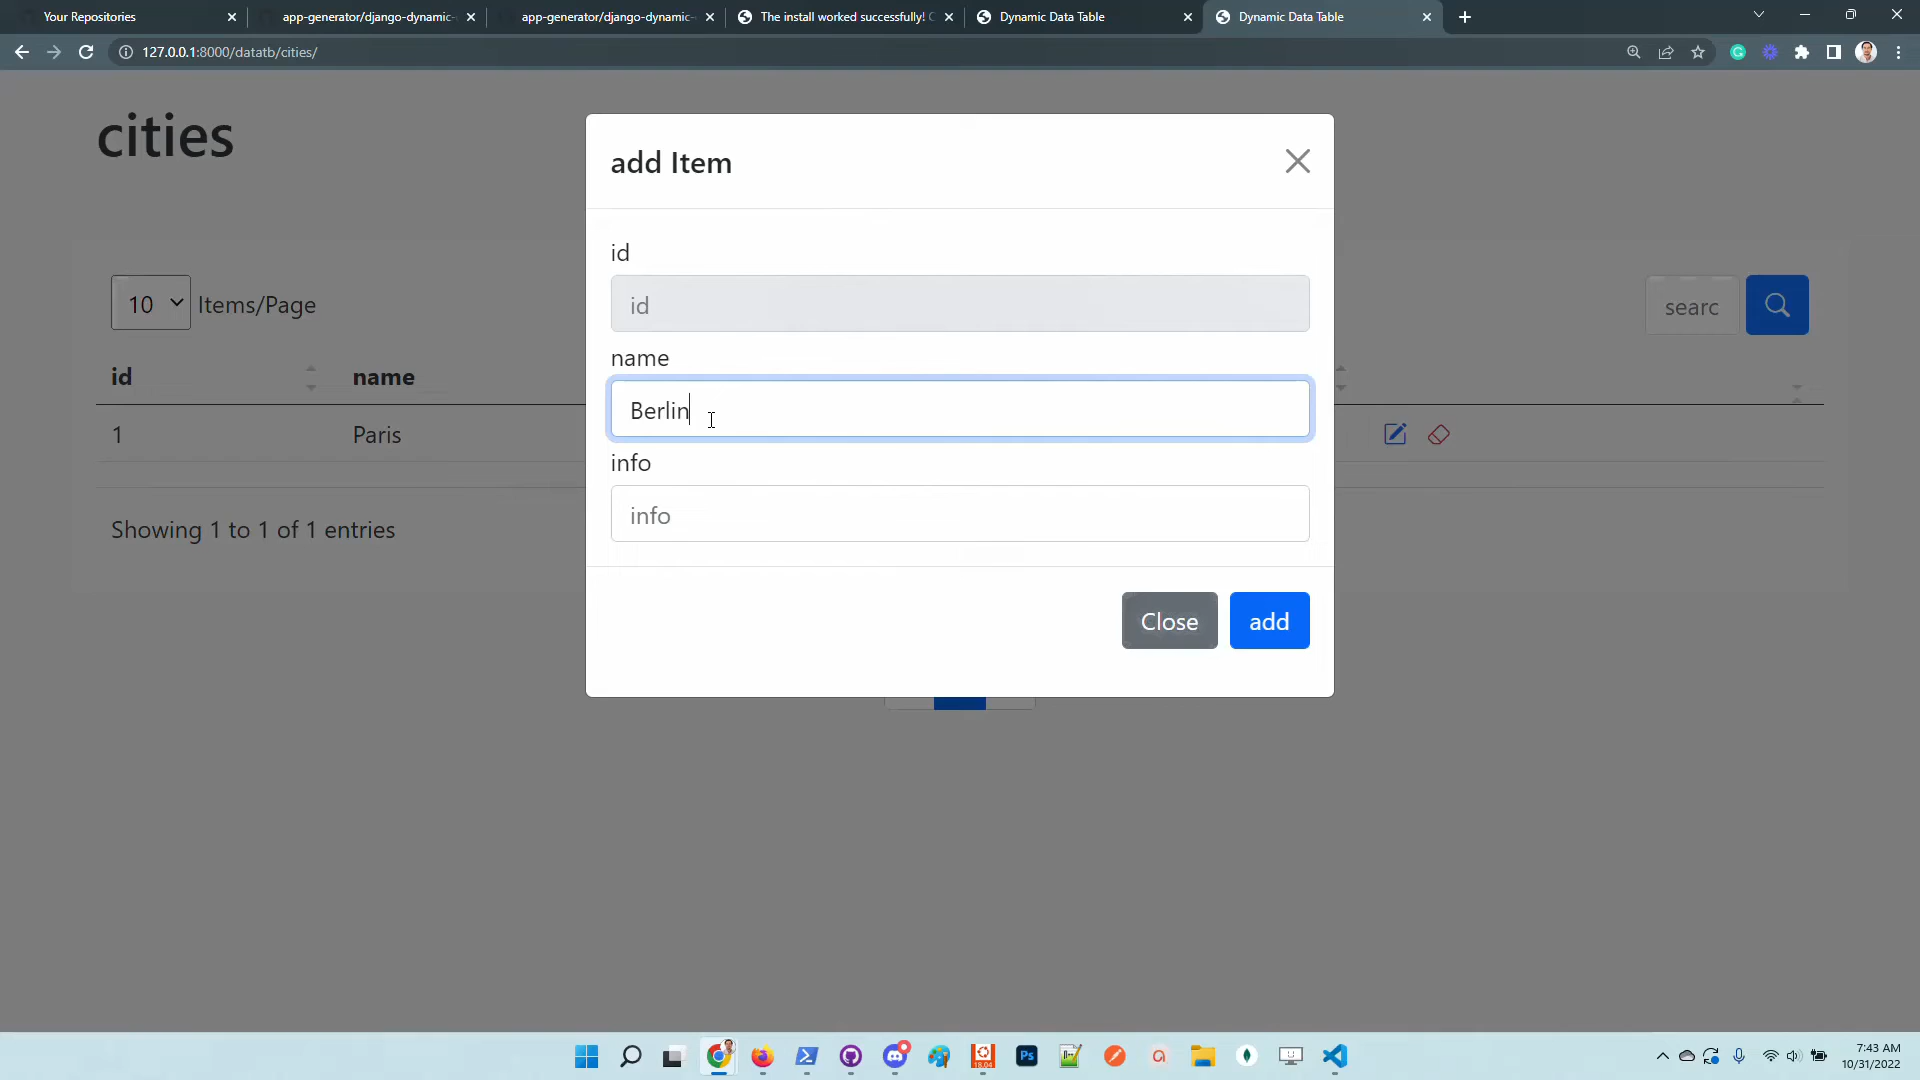 Your Repositories
app-generator/django-dynamic-
app-generator/django-dynamic-
The install worked successfully!
Dynamic Data Table
Dynamic Data Table
127.0.0.1:8000/datatb/cities/
cities
add Item
id
id
name
Berlin
info
info
Close
add
10
Items/Page
searc
id
name
1
Paris
Showing 1 to 1 of 1 entries
Ps
18.04
7:43 AM
10/31/2022